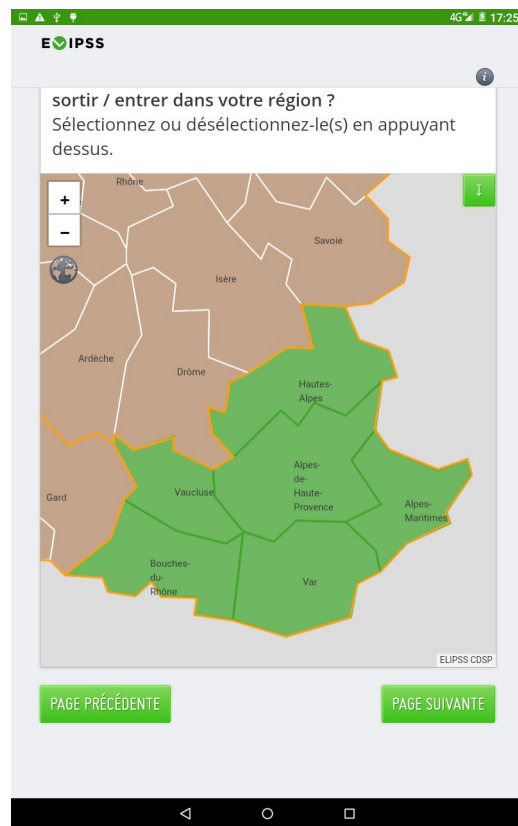 4G 17:25
ELIPSS
i
sortir / entrer dans votre région ?
Sélectionnez ou désélectionnez-le(s) en appuyant
dessus.
+
−
Rhône
Savoie
Isère
Ardèche
Drôme
Hautes-
Alpes
Gard
Vaucluse
Alpes-
de-
Haute-
Provence
Alpes-
Maritimes
Bouches-
du-
Rhône
Var
ELIPSS CDSP
PAGE PRÉCÉDENTE
PAGE SUIVANTE